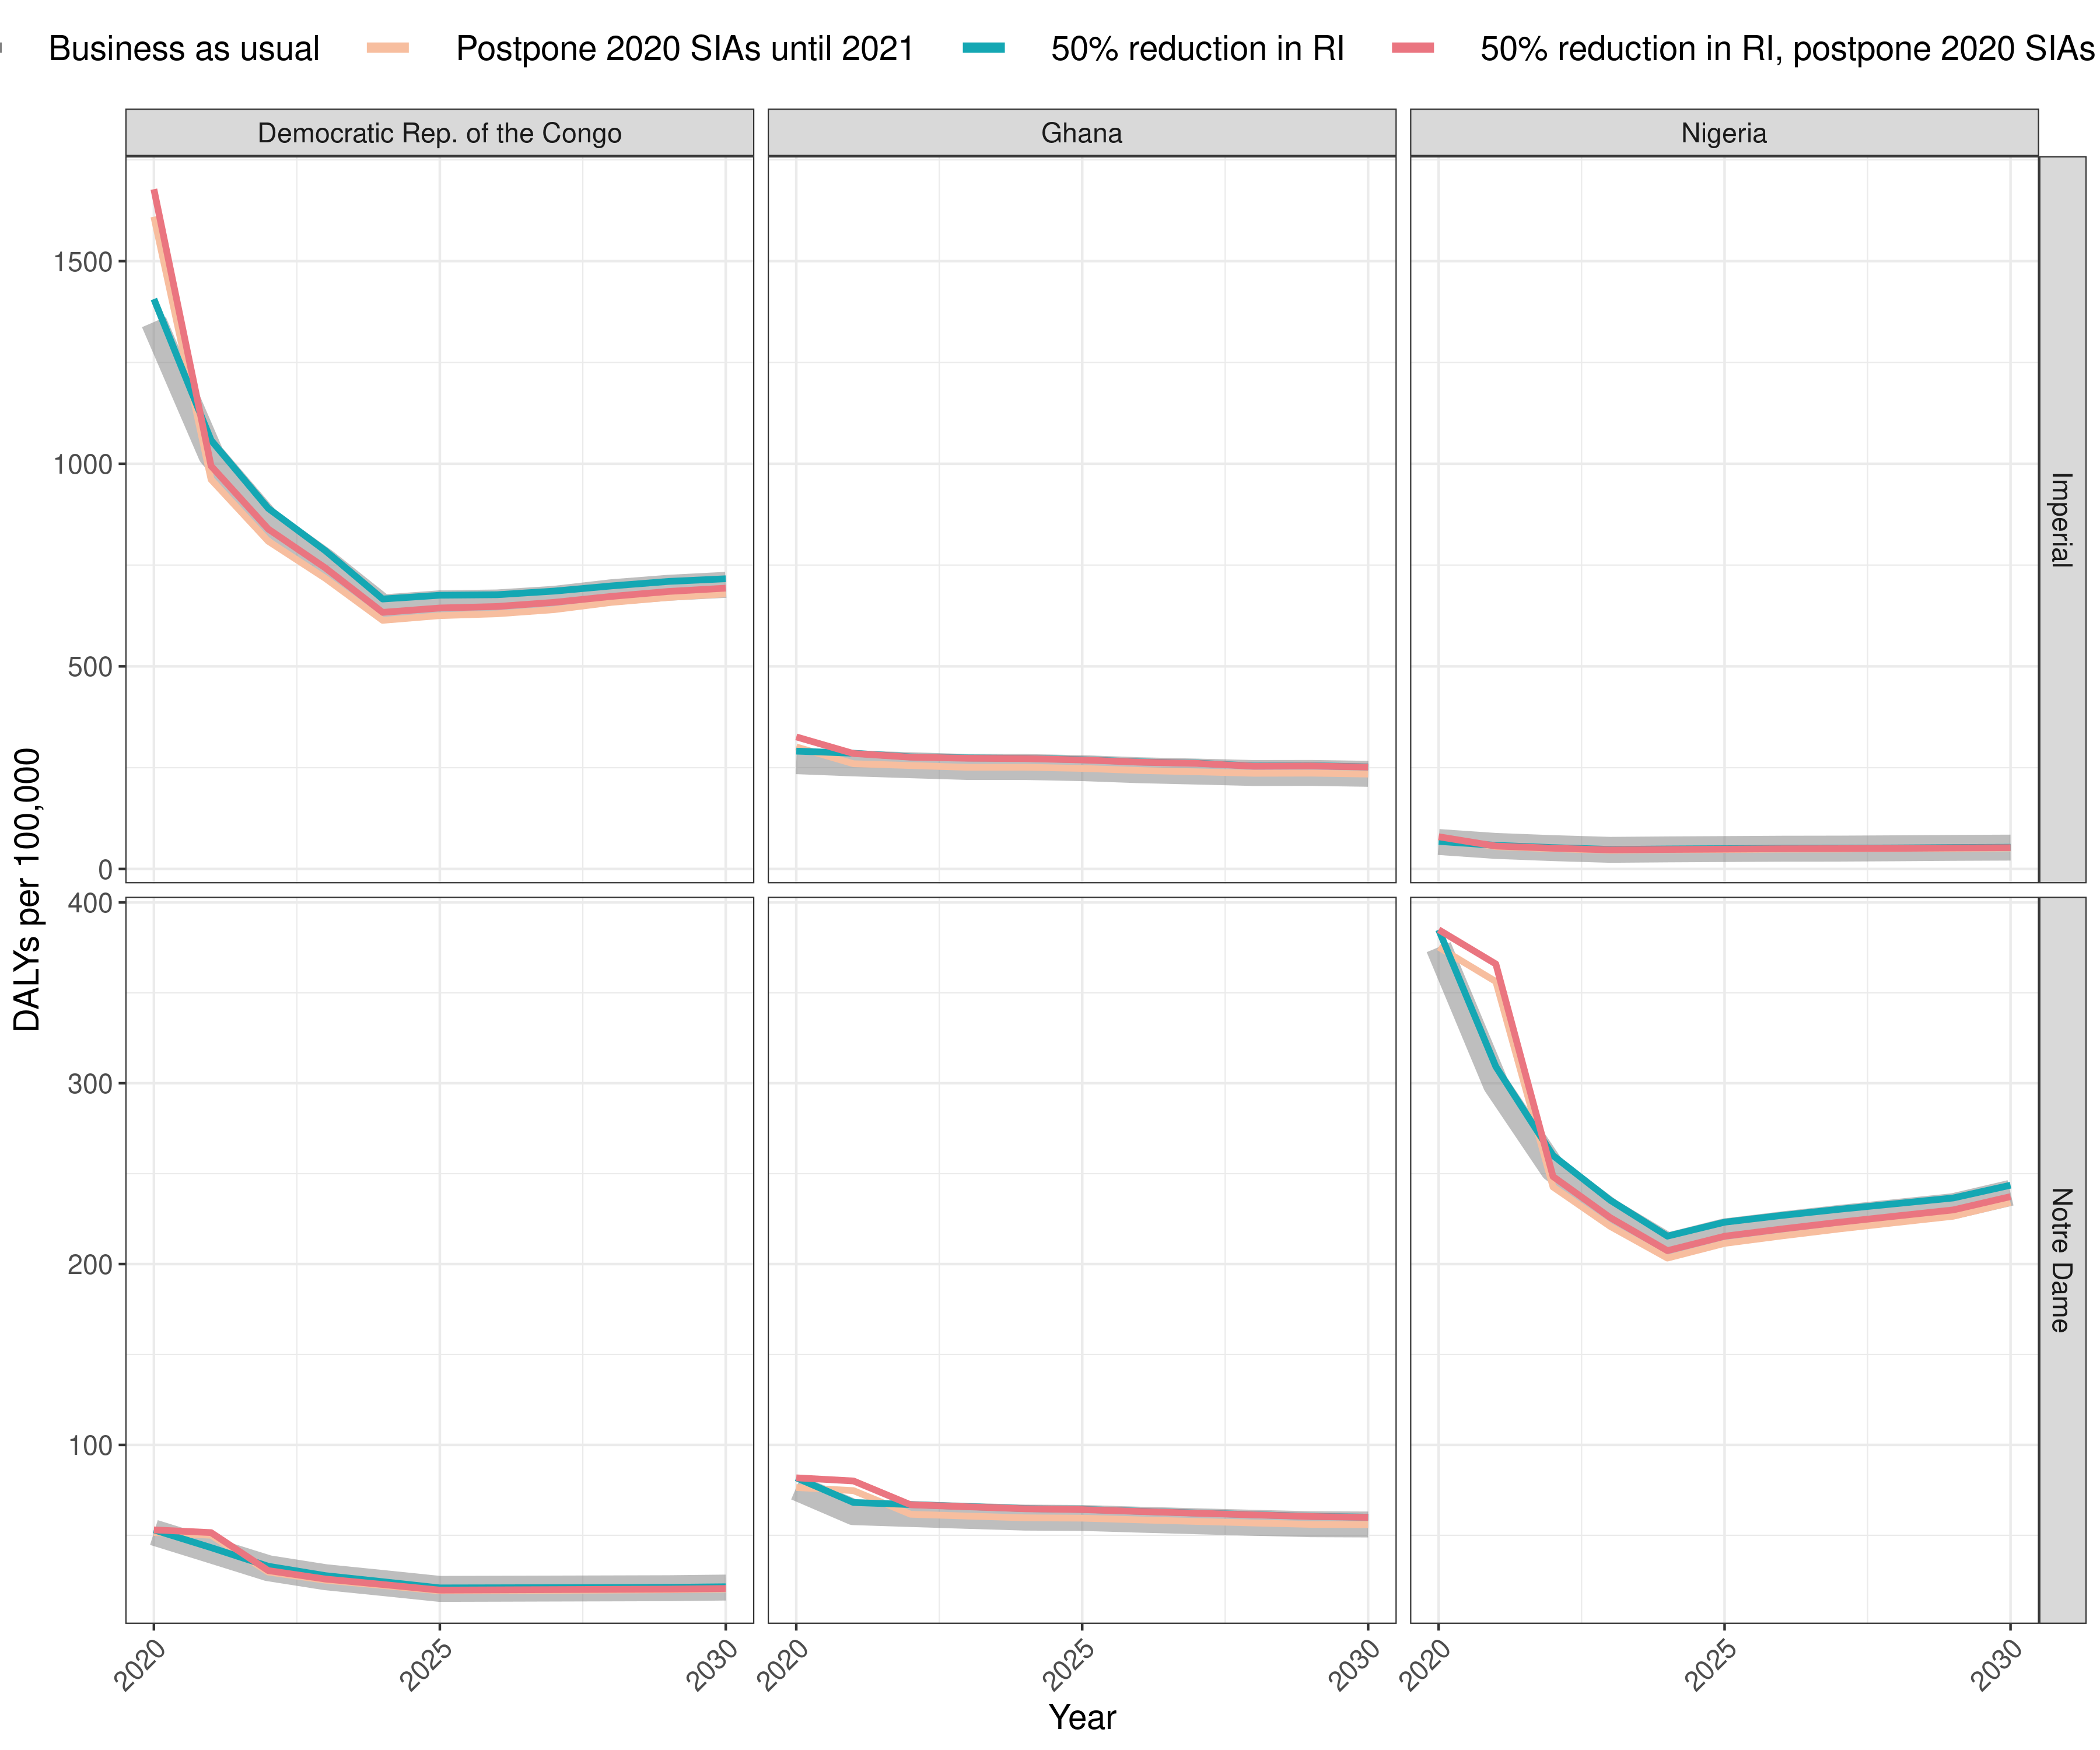 Business as usual Postpone 2020 SIAs until 2021 50% reduction in RI 50% reduction in RI, postpone 2020 SIAs
Democratic Rep. of the Congo Ghana Nigeria
1500
1000
500
0
Imperial
400
300
200
100
Notre Dame
DALYs per 100,000
2020 2025 2030 2020 2025 2030 2020 2025 2030
Year